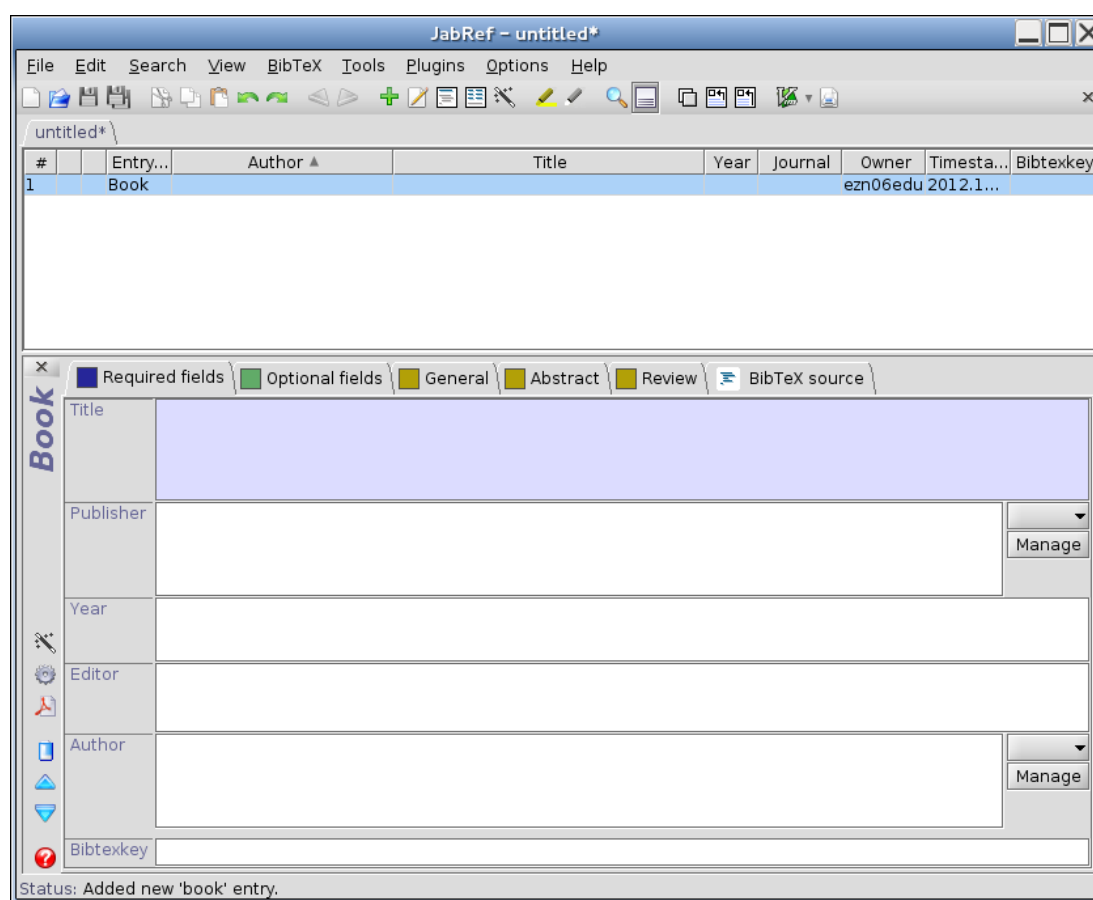 JabRef – untitled*
File Edit Search View BibTeX Tools Plugins Options Help
untitled*
# Entry... Author Title Year Journal Owner Timesta... Bibtexkey
1 Book ezn06edu 2012.1...
Required fields Optional fields General Abstract Review BibTeX source
Book
Title
Publisher
Manage
Year
Editor
Author
Manage
Bibtexkey
Status: Added new 'book' entry.